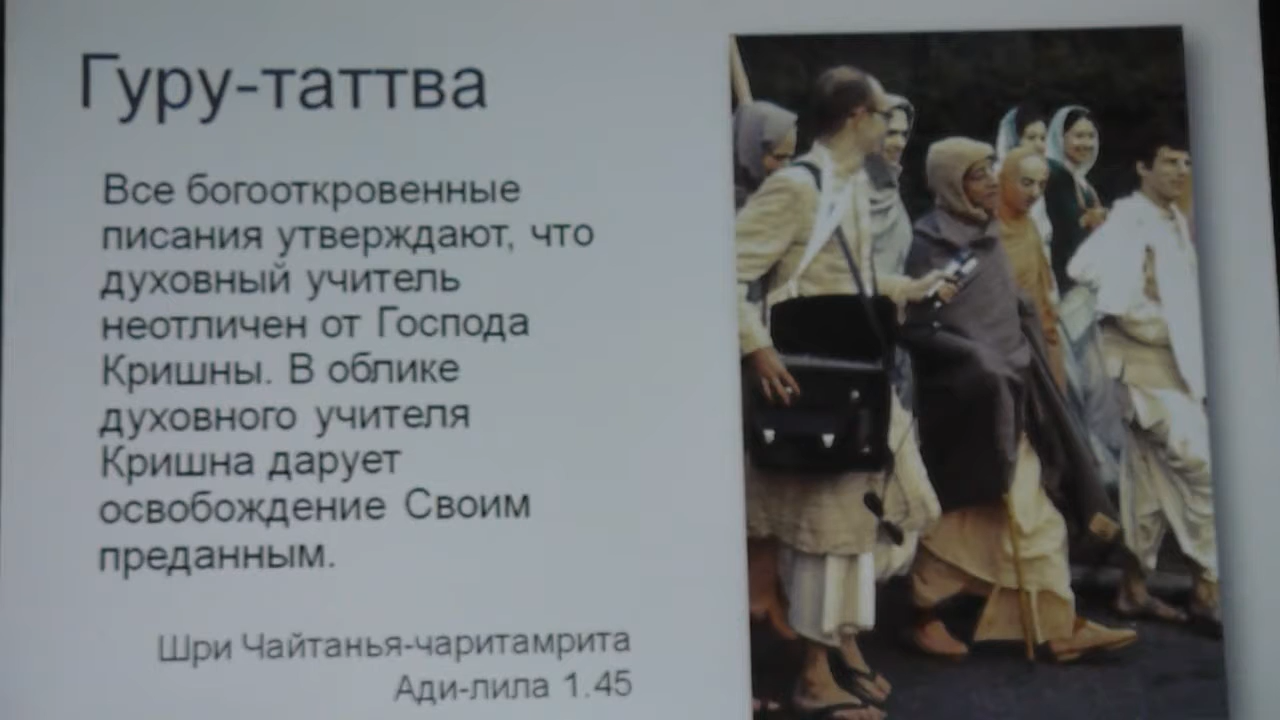 Гуру-таттва
Все богооткровенные
писания утверждают, что
духовный учитель
неотличен от Господа
Кришны. В облике
духовного учителя
Кришна дарует
освобождение Своим
преданным.
Шри Чайтанья-чаритамрита
Ади-лила 1.45